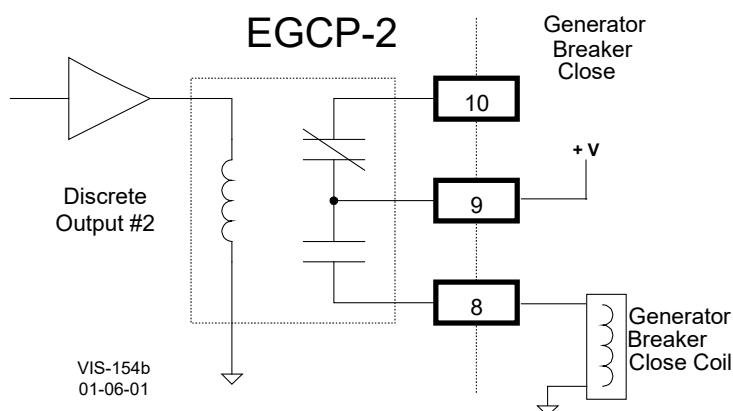 EGCP-2
Generator
Breaker
Close
10
+ V
9
Discrete
Output #2
8
Generator
Breaker
Close Coil
VIS-154b
01-06-01